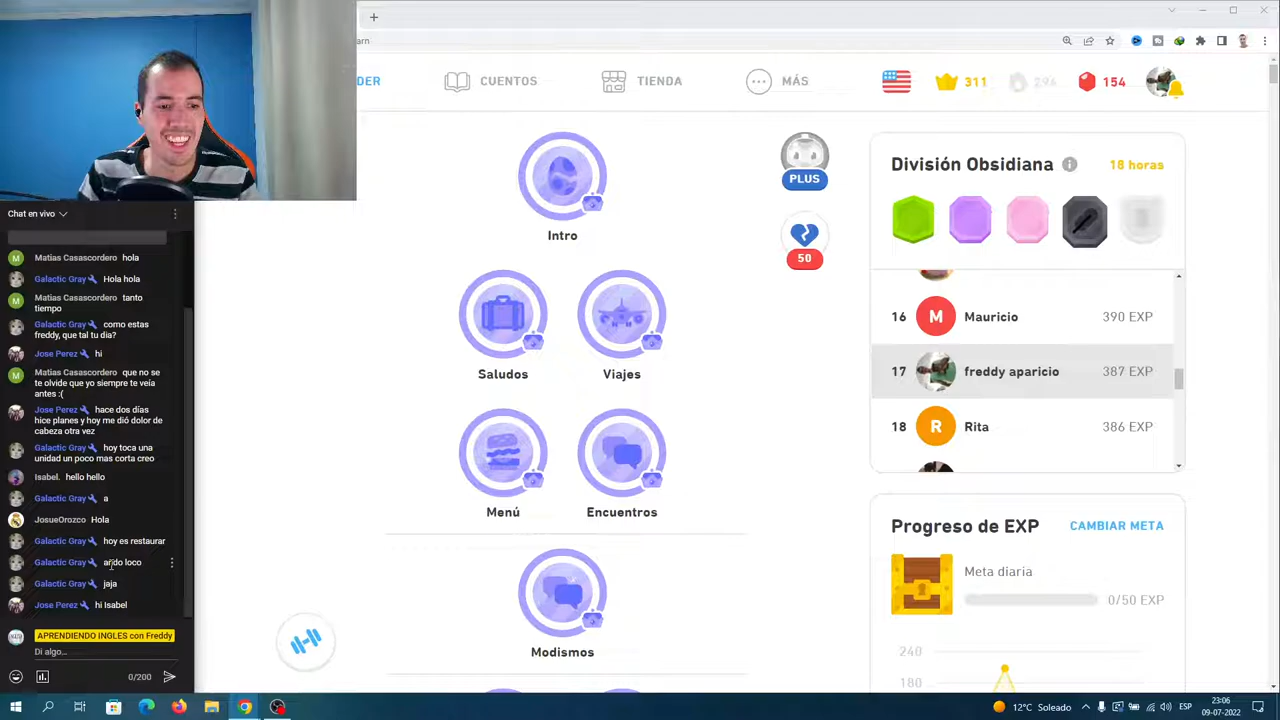 arn
DER
CUENTOS
TIENDA
MÁS
311
296
154
Chat en vivo
Matias Casascordero hola
Galactic Gray Hola hola
Matias Casascordero tanto
tiempo
Galactic Gray como estas
freddy, que tal tu dia?
Jose Perez hi
Matias Casascordero que no se
te olvide que yo siempre te veía
antes :(
Jose Perez hace dos días
hice planes y hoy me dió dolor de
cabeza otra vez
Galactic Gray hoy toca una
unidad un poco mas corta creo
Isabel. hello hello
Galactic Gray a
JosueOrozco Hola
Galactic Gray hoy es restaurar
Galactic Gray ando loco
Galactic Gray jaja
Jose Perez hi Isabel
APRENDIENDO INGLES con Freddy
Di algo...
0/200
Intro
Saludos
Viajes
Menú
Encuentros
Modismos
PLUS
50
División Obsidiana
18 horas
16 M Mauricio 390 EXP
17 freddy aparicio 387 EXP
18 R Rita 386 EXP
Progreso de EXP
CAMBIAR META
Meta diaria
0/50 EXP
240
180
12°C Soleado
ESP
23:06
09-07-2022